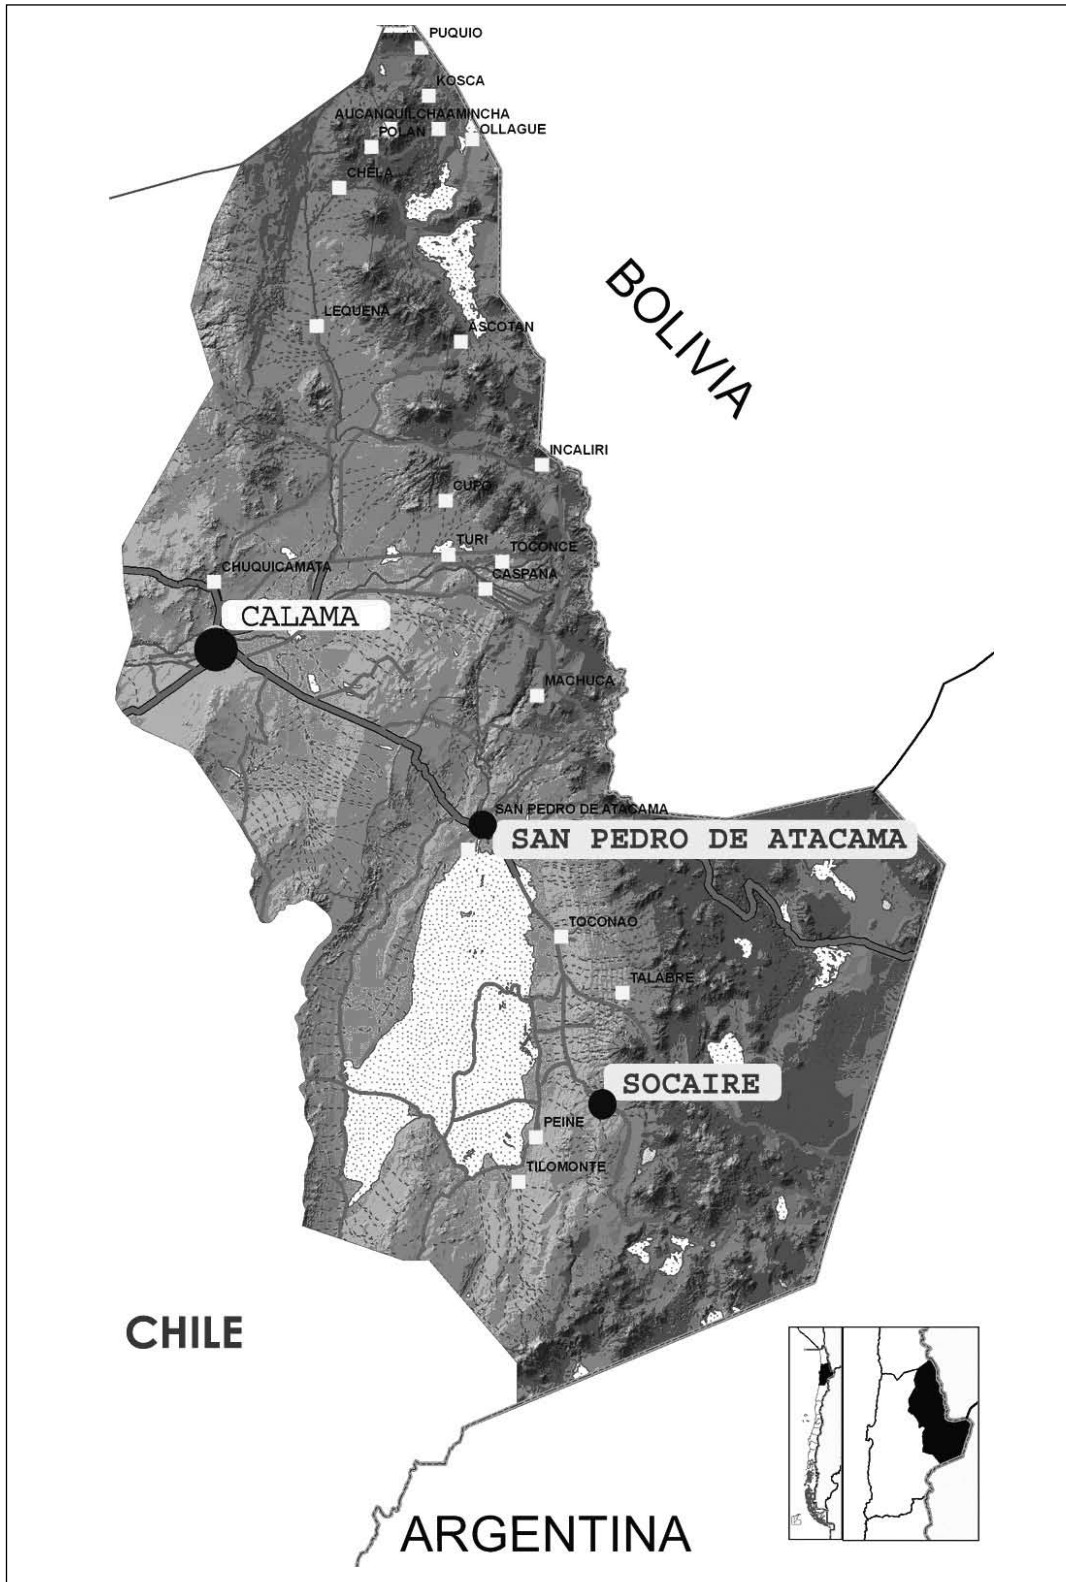 PUQUIO
KOSCA
AUCANQUILCHA AMINCHA
POLAN
OLLAGUE
CHELA
BOLIVIA
LEQUENA
ASCOTAN
INCALIRI
CUPO
TURI
TOCONCE
CHUQUICAMATA
CASPANA
CALAMA
MACHUCA
SAN PEDRO DE ATACAMA
SAN PEDRO DE ATACAMA
TOCONAO
TALABRE
SOCAIRE
PEINE
TILOMONTE
CHILE
ARGENTINA